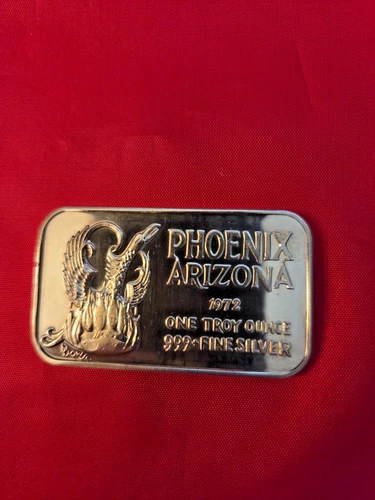 PHOENIX
ARIZONA
1972
ONE TROY OUNCE
999+ FINE SILVER